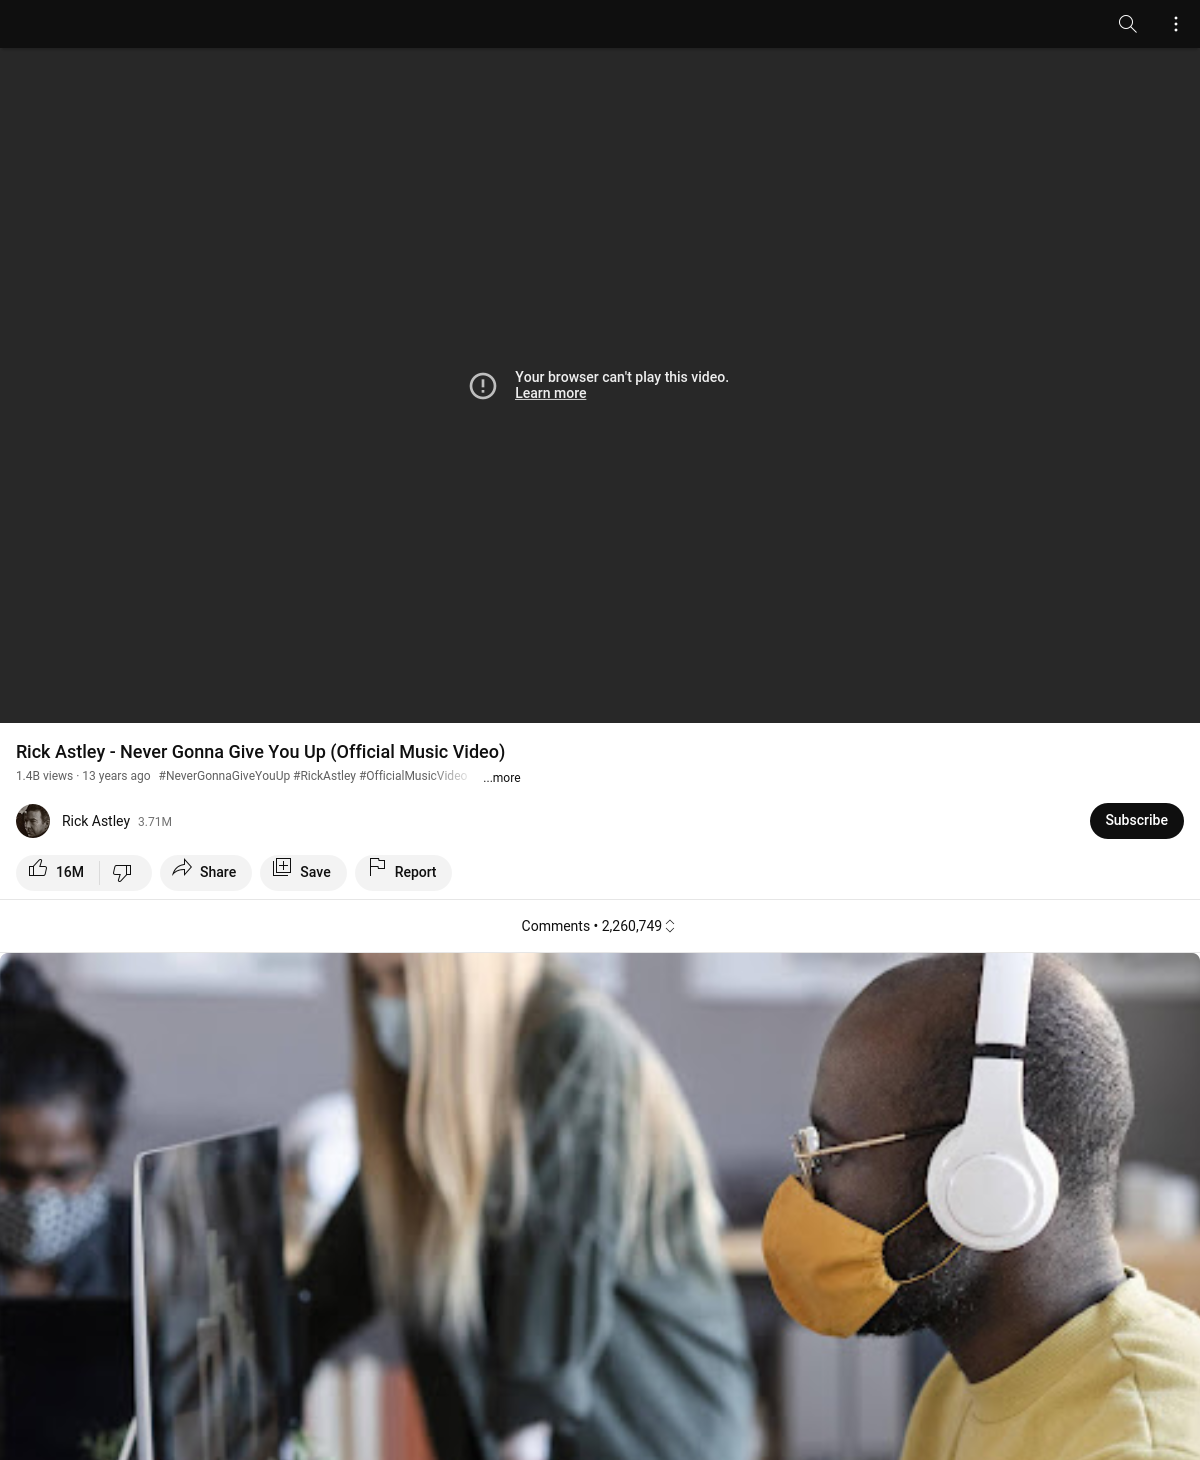 Your browser can't play this video.
Learn more
Rick Astley - Never Gonna Give You Up (Official Music Video)
1.4B views · 13 years ago #NeverGonnaGiveYouUp #RickAstley #OfficialMusicVideo ...more
Rick Astley 3.71M
Subscribe
16M
Share
Save
Report
Comments • 2,260,749